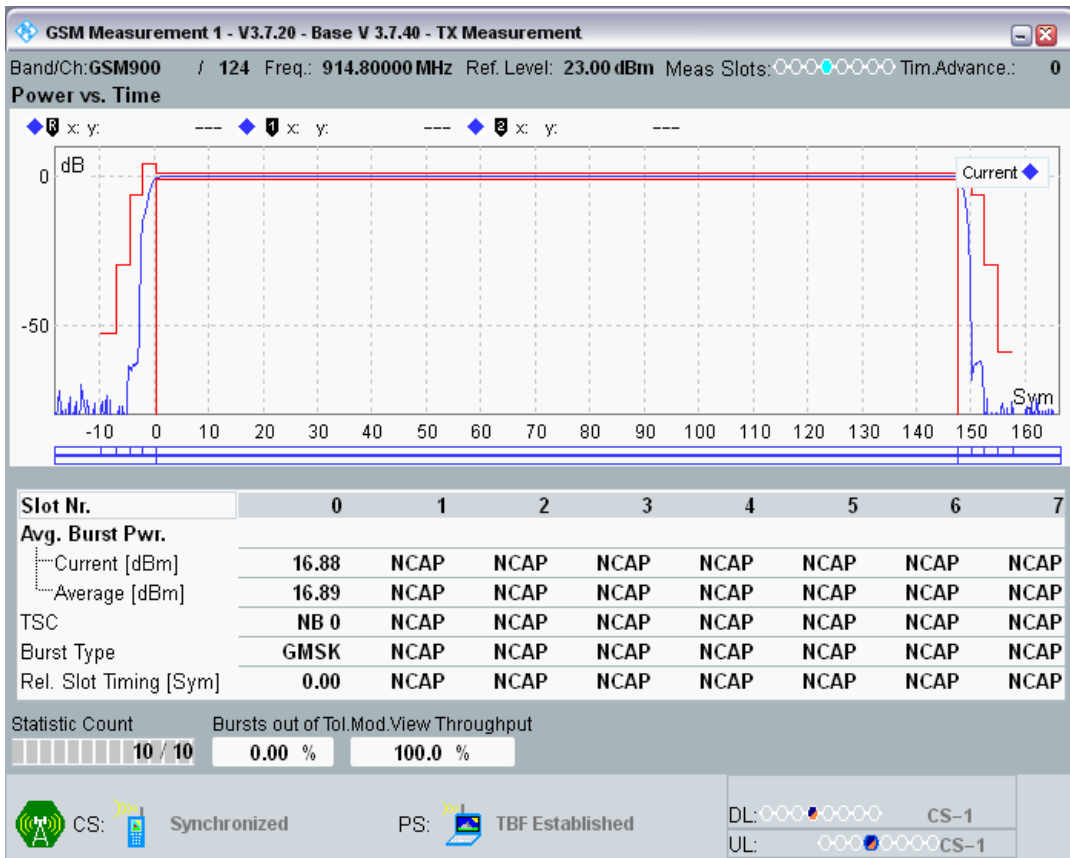 GSM Measurement 1 - V3.7.20 - Base V 3.7.40 - TX Measurement
Band/Ch:GSM900 / 124 Freq.: 914.80000 MHz Ref. Level: 23.00 dBm Meas Slots: Tim.Advance.: 0
Power vs. Time
R x: y: --- 1 x: y: --- 2 x: y: ---
dB
Current
0
-50
Sym
-10 0 10 20 30 40 50 60 70 80 90 100 110 120 130 140 150 160
Slot Nr. 0 1 2 3 4 5 6 7
Avg. Burst Pwr.
Current [dBm] 16.88 NCAP NCAP NCAP NCAP NCAP NCAP NCAP
Average [dBm] 16.89 NCAP NCAP NCAP NCAP NCAP NCAP NCAP
TSC NB 0 NCAP NCAP NCAP NCAP NCAP NCAP NCAP
Burst Type GMSK NCAP NCAP NCAP NCAP NCAP NCAP NCAP
Rel. Slot Timing [Sym] 0.00 NCAP NCAP NCAP NCAP NCAP NCAP NCAP
Statistic Count Bursts out of Tol.Mod.View Throughput
10 / 10 0.00 % 100.0 %
CS: Synchronized PS: TBF Established
DL: CS-1
UL: CS-1